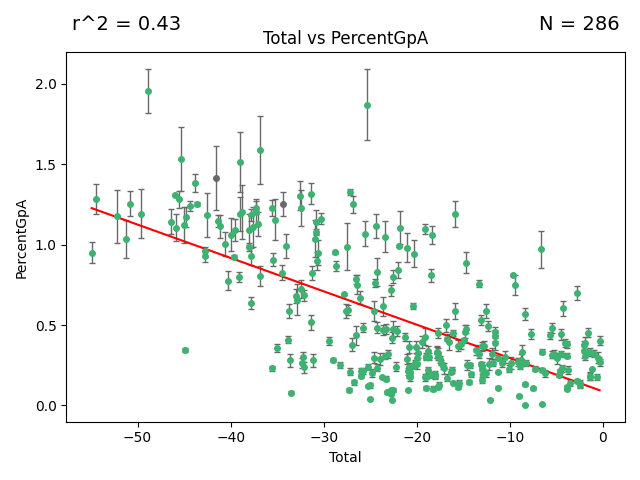 r^2 = 0.43
N = 286
Total vs PercentGpA
PercentGpA
2.0
1.5
1.0
0.5
0.0
−50
−40
−30
−20
−10
0
Total